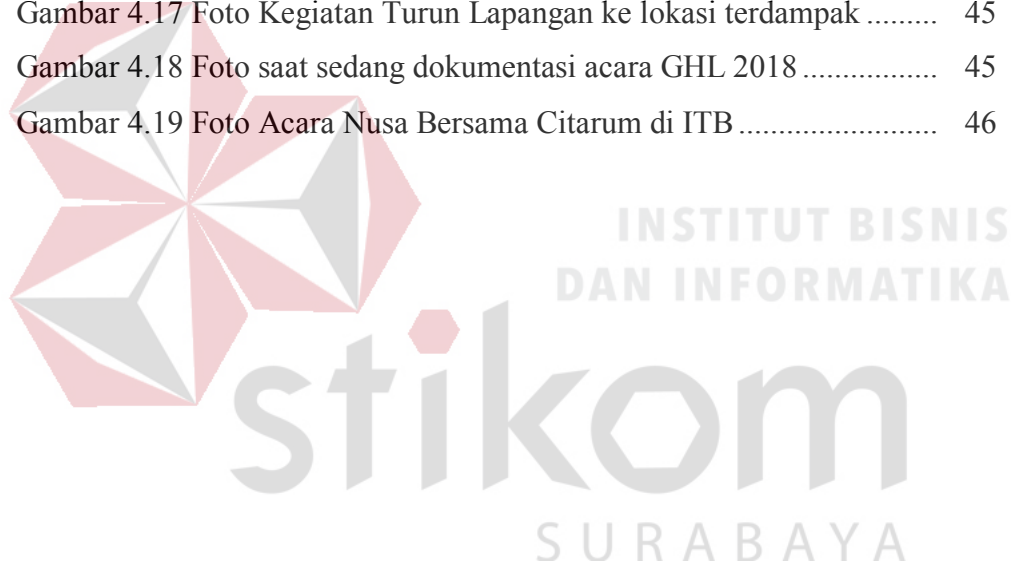 Gambar 4.17 Foto Kegiatan Turun Lapangan ke lokasi terdampak ......... 45
Gambar 4.18 Foto saat sedang dokumentasi acara GHL 2018 ............... 45
Gambar 4.19 Foto Acara Nusa Bersama Citarum di ITB ....................... 46
INSTITUT BISNIS
DAN INFORMATIKA
stikom
SURABAYA